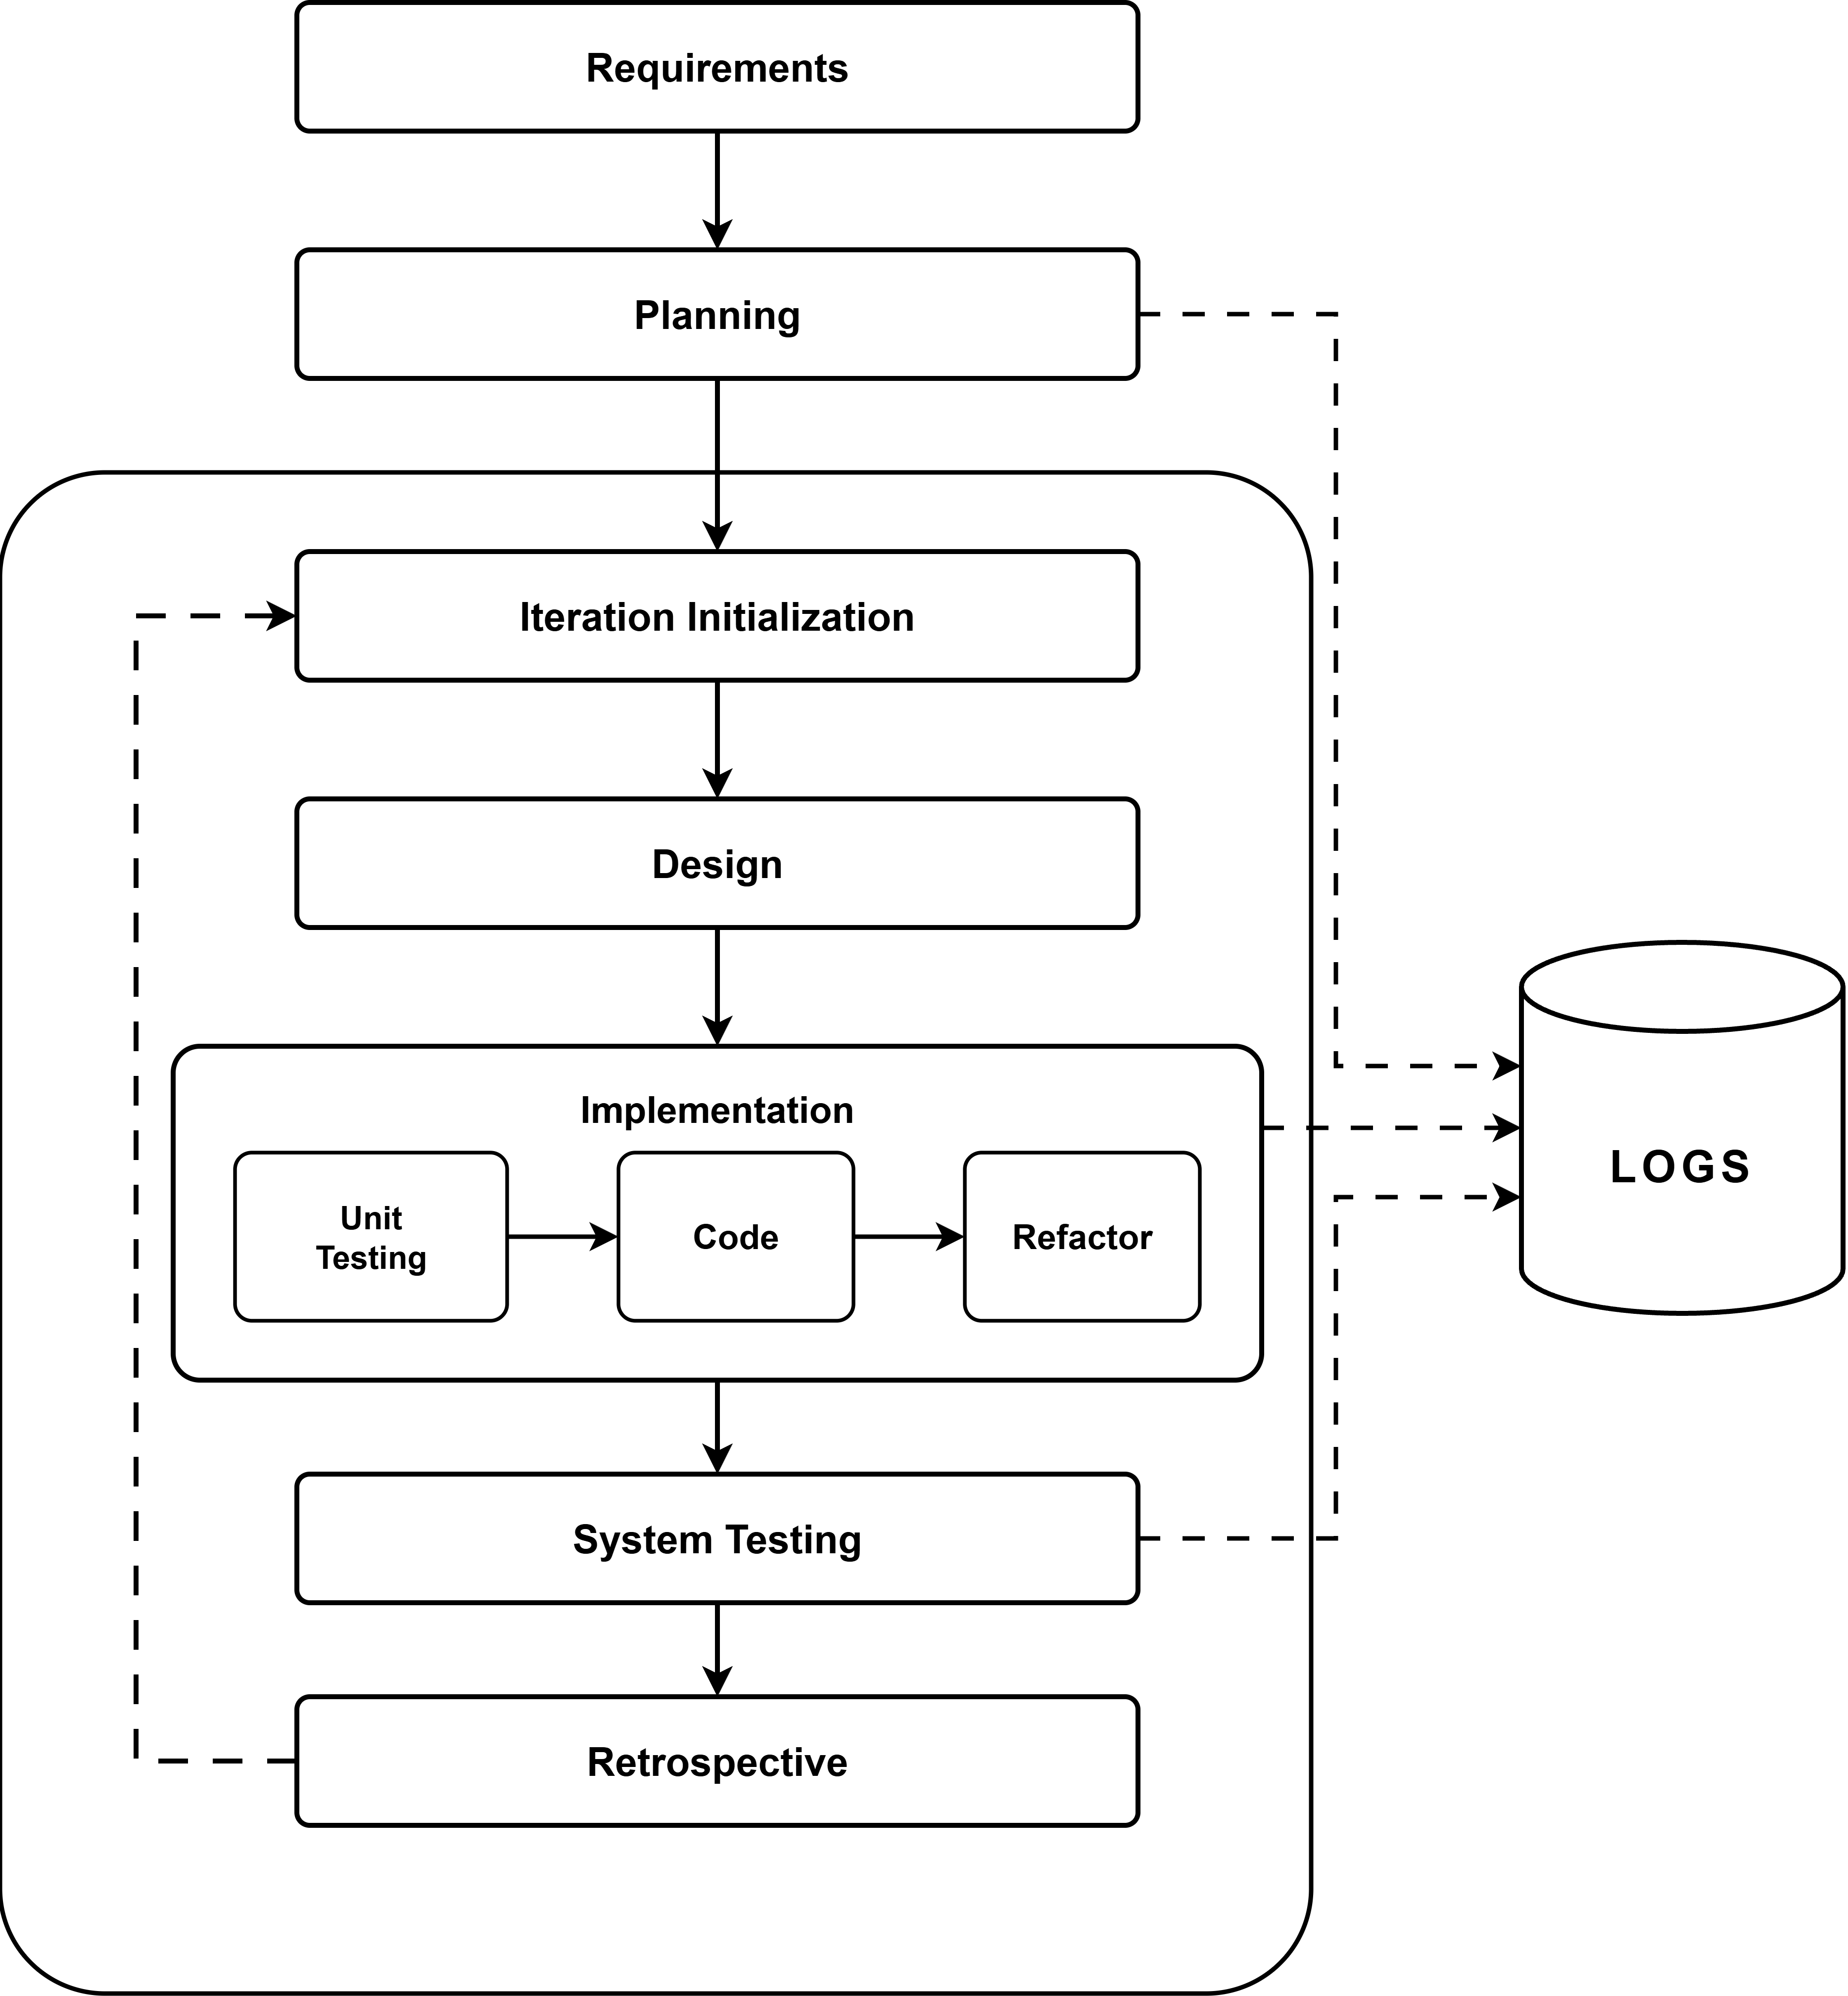 Requirements
Planning
Iteration Initialization
Design
Implementation
Unit
Testing
Code
Refactor
LOGS
System Testing
Retrospective